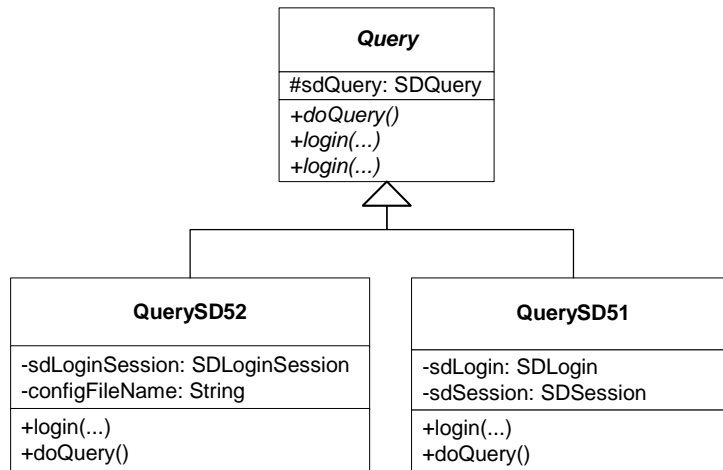 Query
#sdQuery: SDQuery
+doQuery()
+login(...)
+login(...)
QuerySD52
-sdLoginSession: SDLoginSession
-configFileName: String
+login(...)
+doQuery()
QuerySD51
-sdLogin: SDLogin
-sdSession: SDSession
+login(...)
+doQuery()